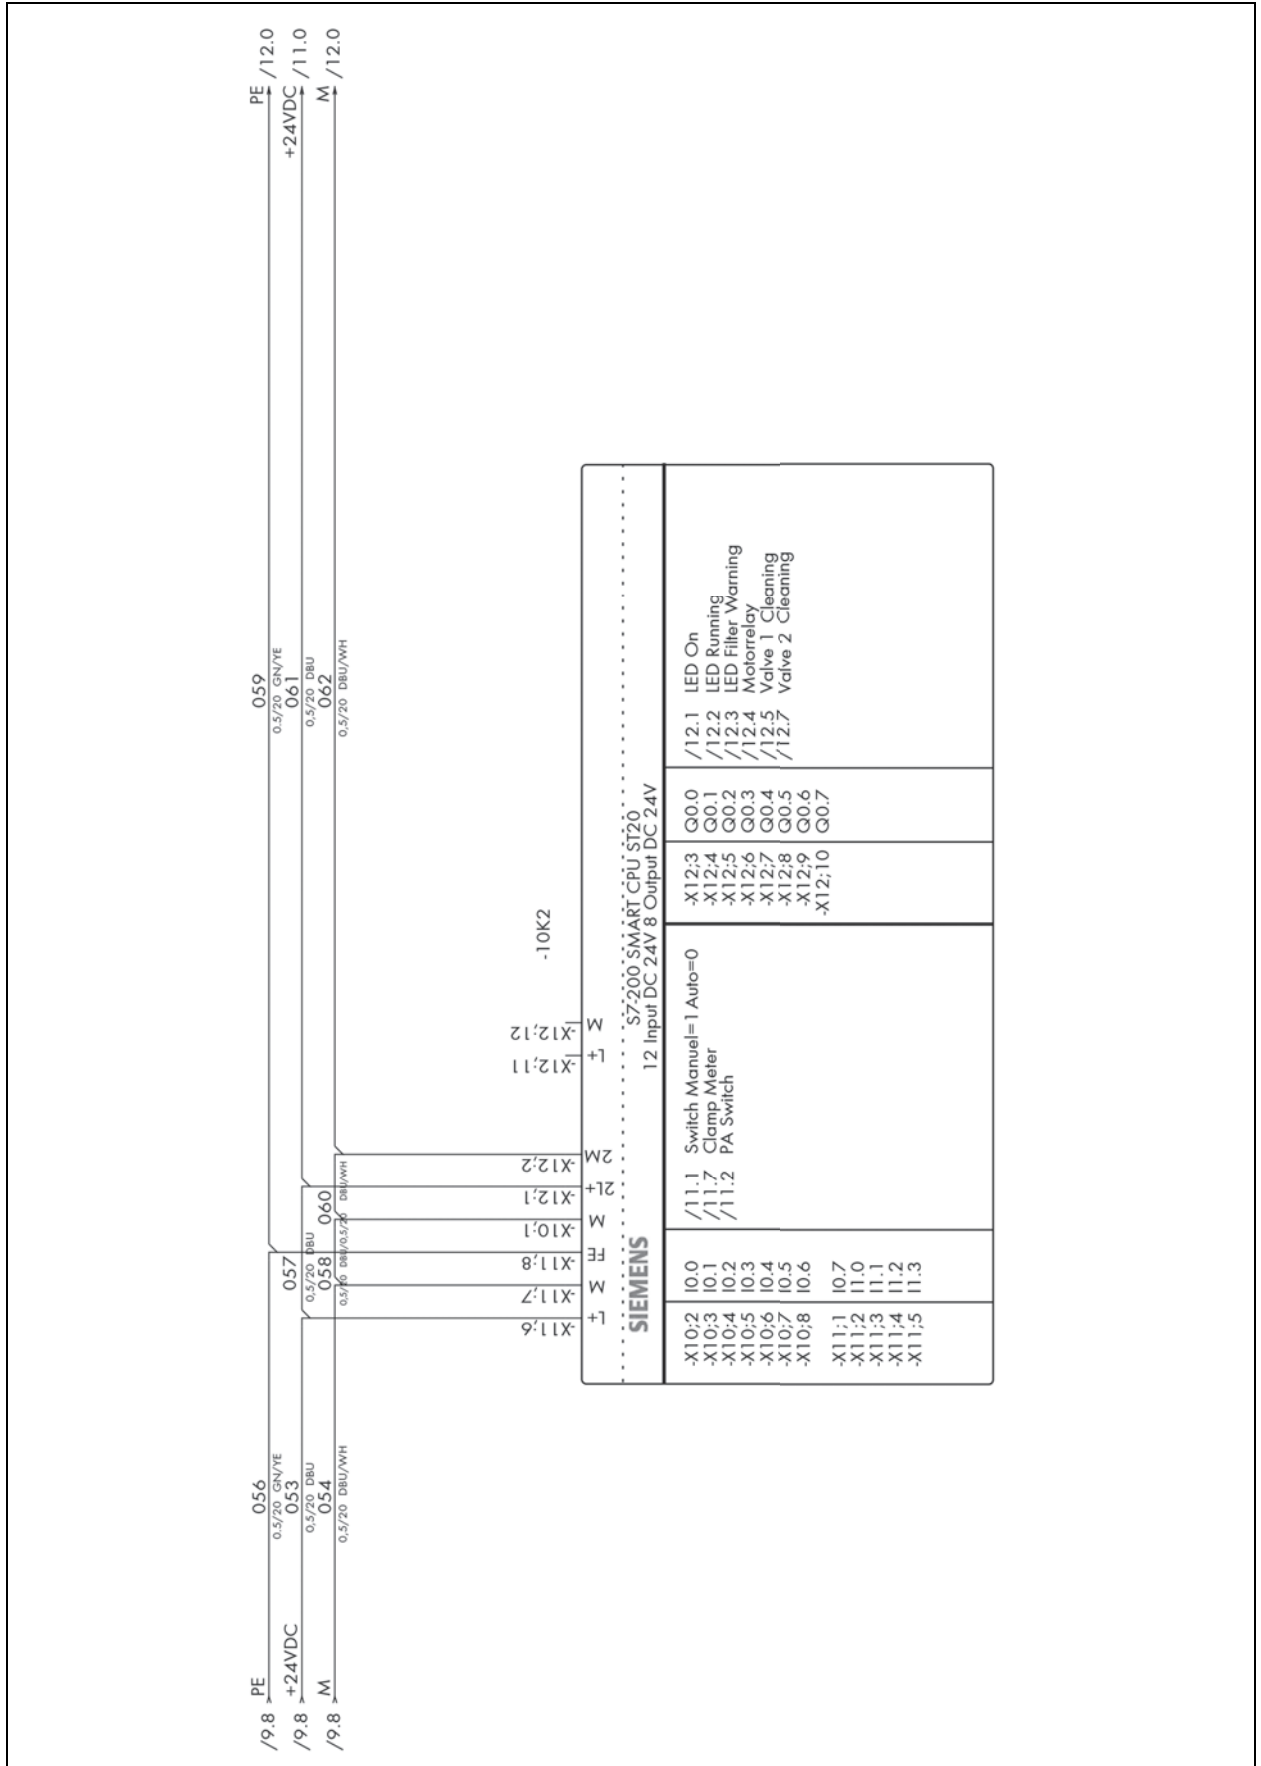 /9.8 PE
056
0.5/20 GN/YE
059
0.5/20 GN/YE
PE /12.0
/9.8 +24VDC
053
0,5/20 DBU
057
0,5/20 DBU
061
0,5/20 DBU
+24VDC /11.0
/9.8 M
054
0,5/20 DBU/WH
058
060
0,5/20 DBU/WH
062
0,5/20 DBU/WH
M /12.0
-10K2
-X11;6
-X11;7
-X11;8
-X10;1
-X12;1
-X12;2
-X12;11
-X12;12
L+
M
FE
M
2L+
2M
L+
M
SIEMENS
S7-200 SMART CPU ST20
12 Input DC 24V 8 Output DC 24V
-X10;2 I0.0 /11.1 Switch Manuel=1 Auto=0
-X10;3 I0.1 /11.7 Clamp Meter
-X10;4 I0.2 /11.2 PA Switch
-X10;5 I0.3
-X10;6 I0.4
-X10;7 I0.5
-X10;8 I0.6
-X11;1 I0.7
-X11;2 I1.0
-X11;3 I1.1
-X11;4 I1.2
-X11;5 I1.3
-X12;3 Q0.0 /12.1 LED On
-X12;4 Q0.1 /12.2 LED Running
-X12;5 Q0.2 /12.3 LED Filter Warning
-X12;6 Q0.3 /12.4 Motorrelay
-X12;7 Q0.4 /12.5 Valve 1 Cleaning
-X12;8 Q0.5 /12.7 Valve 2 Cleaning
-X12;9 Q0.6
-X12;10 Q0.7